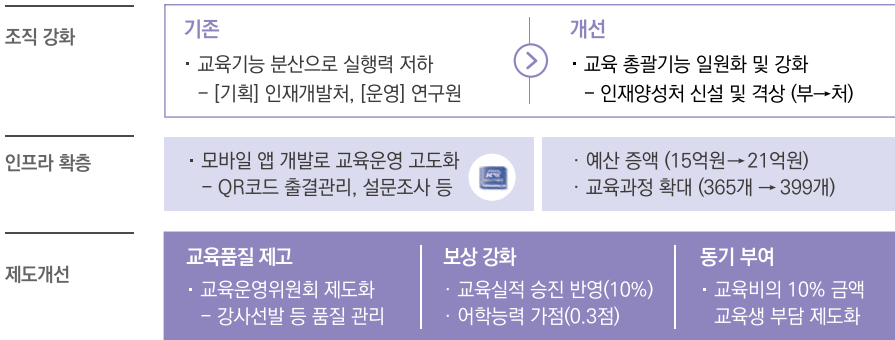 조직 강화
기존
· 교육기능 분산으로 실행력 저하
– [기획] 인재개발처, [운영] 연구원
개선
· 교육 총괄기능 일원화 및 강화
– 인재양성처 신설 및 격상 (부→처)
인프라 확층
· 모바일 앱 개발로 교육운영 고도화
– QR코드 출결관리, 설문조사 등
· 예산 증액 (15억원→21억원)
· 교육과정 확대 (365개 → 399개)
제도개선
교육품질 제고
· 교육운영위원회 제도화
– 강사선발 등 품질 관리
보상 강화
· 교육실적 승진 반영(10%)
· 어학능력 가점(0.3점)
동기 부여
· 교육비의 10% 금액
교육생 부담 제도화